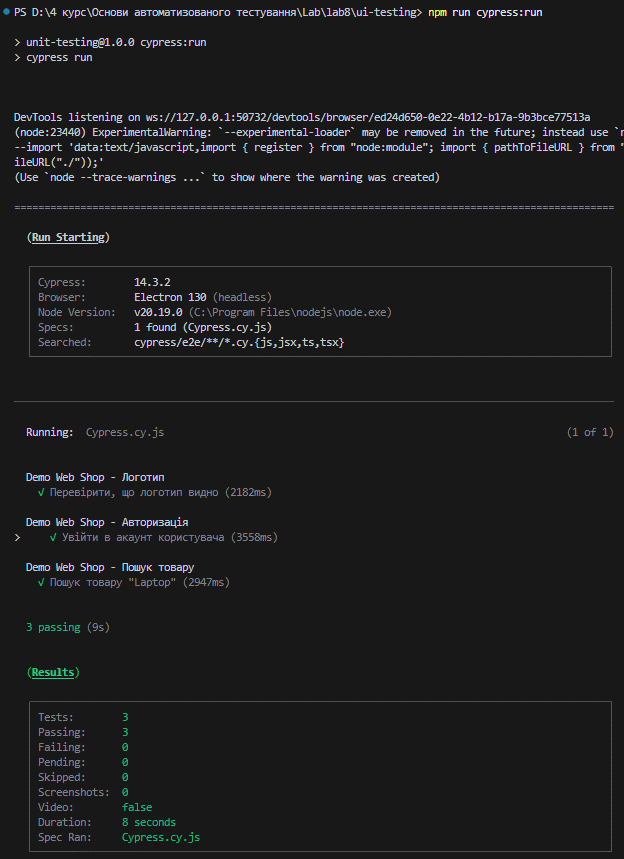 PS D:\4 курс\Основи автоматизованого тестування\Lab\lab8\ui-testing> npm run cypress:run
> unit-testing@1.0.0 cypress:run
> cypress run
DevTools listening on ws://127.0.0.1:50732/devtools/browser/ed24d650-0e22-4b12-b17a-9b3bce77513a
(node:23440) ExperimentalWarning: `--experimental-loader` may be removed in the future; instead use `
--import 'data:text/javascript,import { register } from "node:module"; import { pathToFileURL } from "
ileURL("./"));'
(Use `node --trace-warnings ...` to show where the warning was created)
====================================================================================================
(Run Starting)
Cypress: 14.3.2
Browser: Electron 130 (headless)
Node Version: v20.19.0 (C:\Program Files\nodejs\node.exe)
Specs: 1 found (Cypress.cy.js)
Searched: cypress/e2e/**/*.cy.{js,jsx,ts,tsx}
Running: Cypress.cy.js (1 of 1)
Demo Web Shop - Логотип
√ Перевірити, що логотип видно (2182ms)
Demo Web Shop - Авторизація
> √ Увійти в акаунт користувача (3558ms)
Demo Web Shop - Пошук товару
√ Пошук товару "Laptop" (2947ms)
3 passing (9s)
(Results)
Tests: 3
Passing: 3
Failing: 0
Pending: 0
Skipped: 0
Screenshots: 0
Video: false
Duration: 8 seconds
Spec Ran: Cypress.cy.js